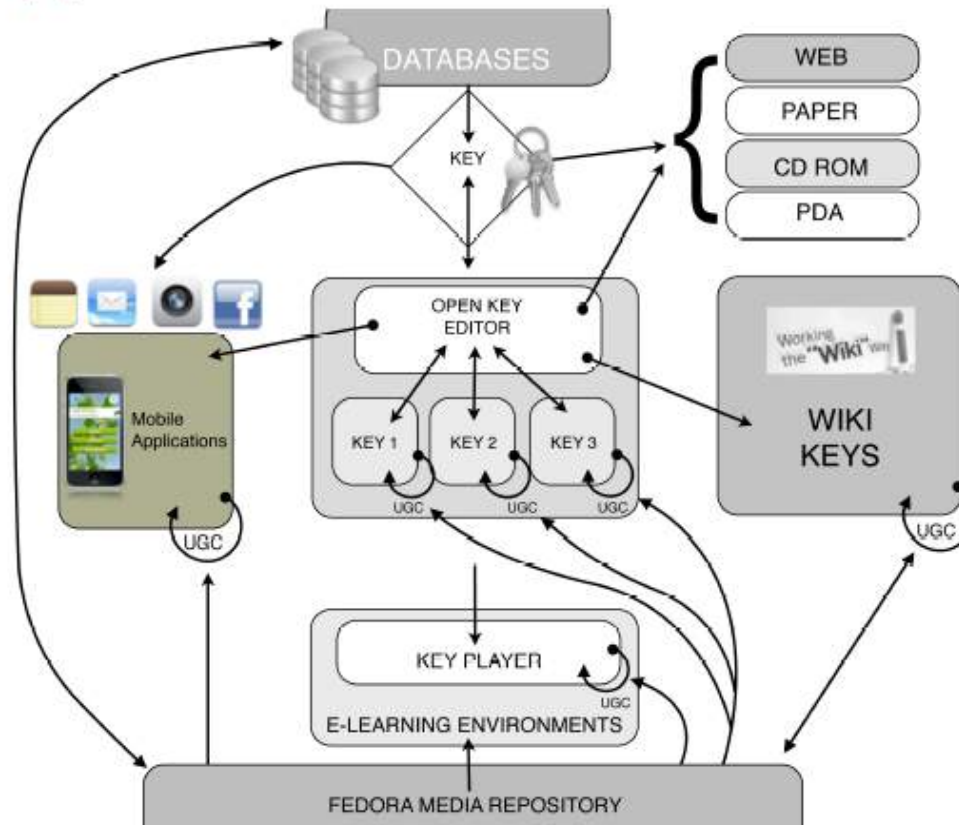 DATABASES
WEB
PAPER
CD ROM
PDA
KEY
OPEN KEY
EDITOR
KEY 1
KEY 2
KEY 3
UGC
UGC
UGC
Mobile
Applications
UGC
Working
the "Wiki" Way
WIKI
KEYS
UGC
KEY PLAYER
UGC
E-LEARNING ENVIRONMENTS
FEDORA MEDIA REPOSITORY